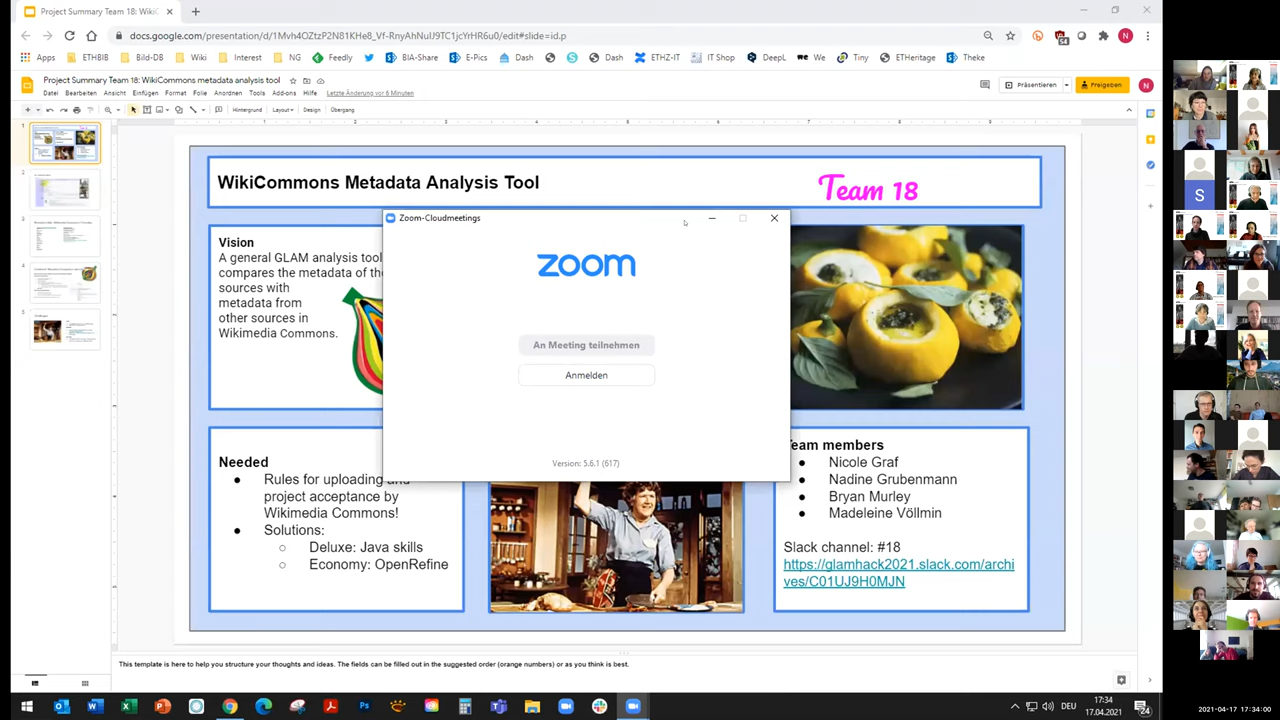 Project Summary Team 18: WikiC
docs.google.com/presentation/d/1Mvh4OZtzP2N81KHe8_Vf-RnyAhNuIJ9TC1jcYrHR6u0/edit#slide=id.p
Apps ETHBIB Bild-DB Wiki Interest NG Feedly BIA-Share E-Pics Dash Dash ETHZ-IT IT Shop DeepL We Tiny ETHeritage Theke
54
N
Project Summary Team 18: WikiCommons metadata analysis tool
Datei Bearbeiten Ansicht Einfügen Format Folie Anordnen Tools Add-ons Hilfe Letzte Änderung vor 6 Minuten
Präsentieren
Freigeben
N
Hintergrund Layout Design Übergang
WikiCommons Metadata Analysis Tool
Team 18
Vision
A general GLAM analysis tool
compares the metadata of th
sources with
metadata from
other sources in
Wikimedia Commons.
Zoom-Cloudmeetings
zoom
An Meeting teilnehmen
Anmelden
Version: 5.6.1 (617)
Needed
Rules for uploading and
project acceptance by
Wikimedia Commons!
Solutions:
Deluxe: Java skills
Economy: OpenRefine
Team members
Nicole Graf
Nadine Grubenmann
Bryan Murley
Madeleine Völlmin
Slack channel: #18
https://glamhack2021.slack.com/archi
ves/C01UJ9H0MJN
This template is here to help you structure your thoughts and ideas. The fields can be filled out in the suggested order (orange numbers) or as you think is best.
S
DEU
17:34
17.04.2021
24
2021-04-17 17:34:00